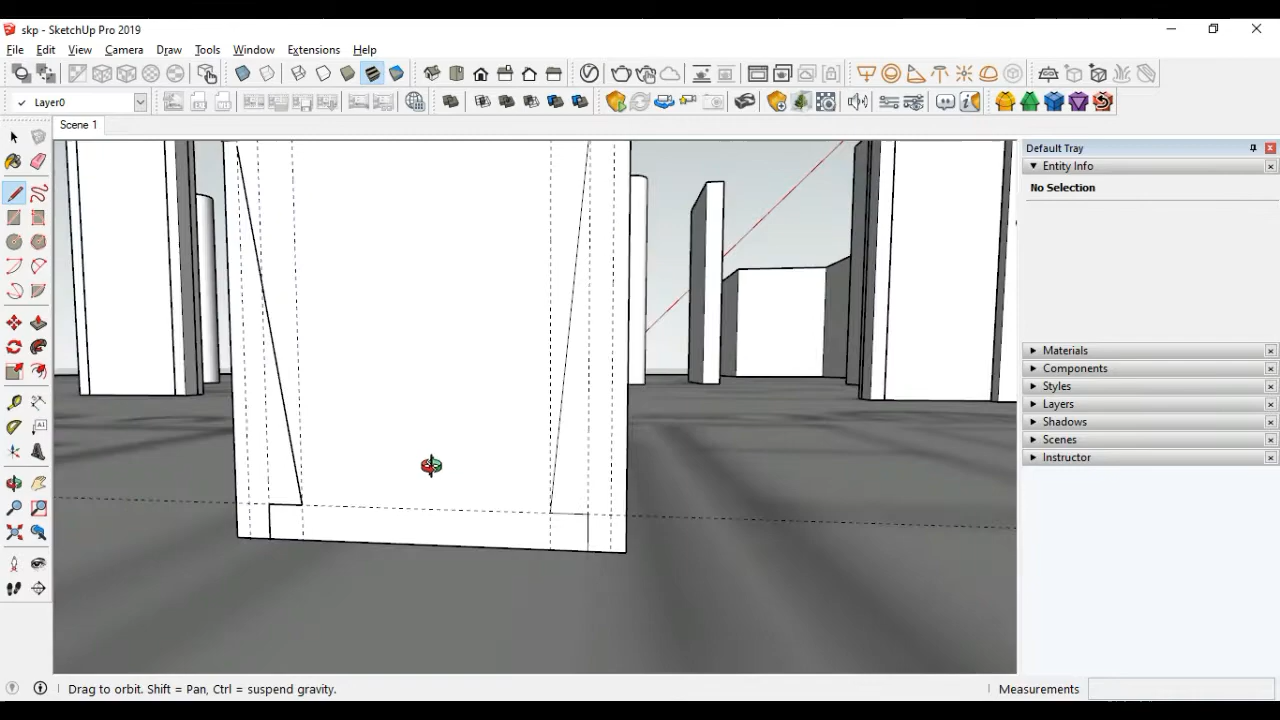 skp - SketchUp Pro 2019
File Edit View Camera Draw Tools Window Extensions Help
Layer0
Scene 1
Default Tray
Entity Info
No Selection
Materials
Components
Styles
Layers
Shadows
Scenes
Instructor
Drag to orbit. Shift = Pan, Ctrl = suspend gravity.
Measurements